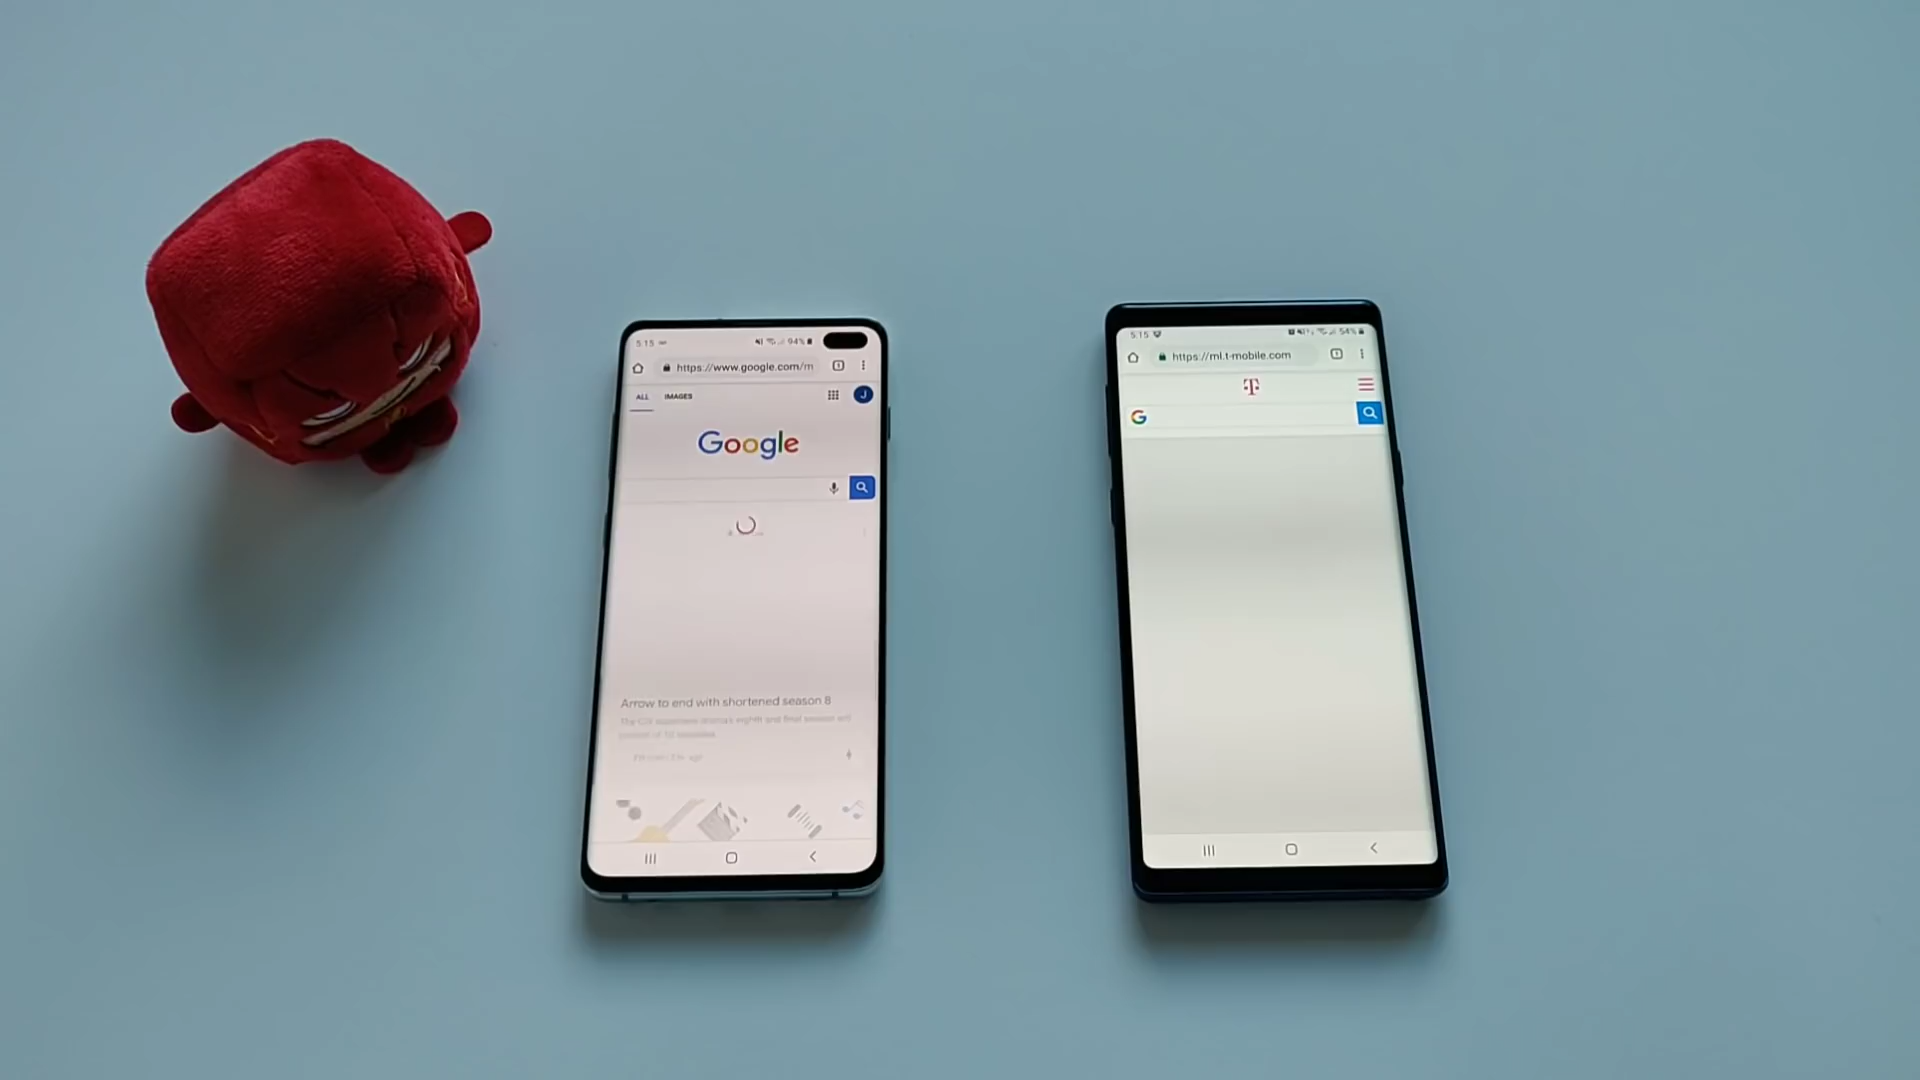 5:15
94%
https://www.google.com/m
ALL IMAGES
J
Google
Arrow to end with shortened season 8
5:15
54%
https://ml.t-mobile.com
T
G